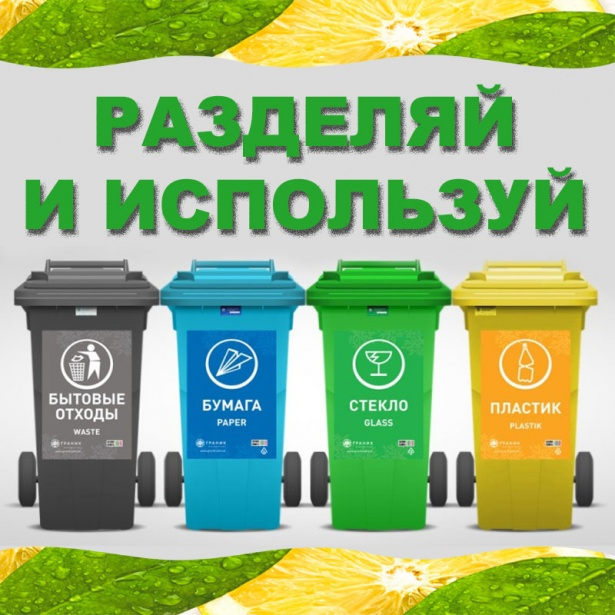 РАЗДЕЛЯЙ
И ИСПОЛЬЗУЙ
БЫТОВЫЕ
ОТХОДЫ
WASTE
БУМАГА
PAPER
СТЕКЛО
GLASS
ПЛАСТИК
PLASTIK